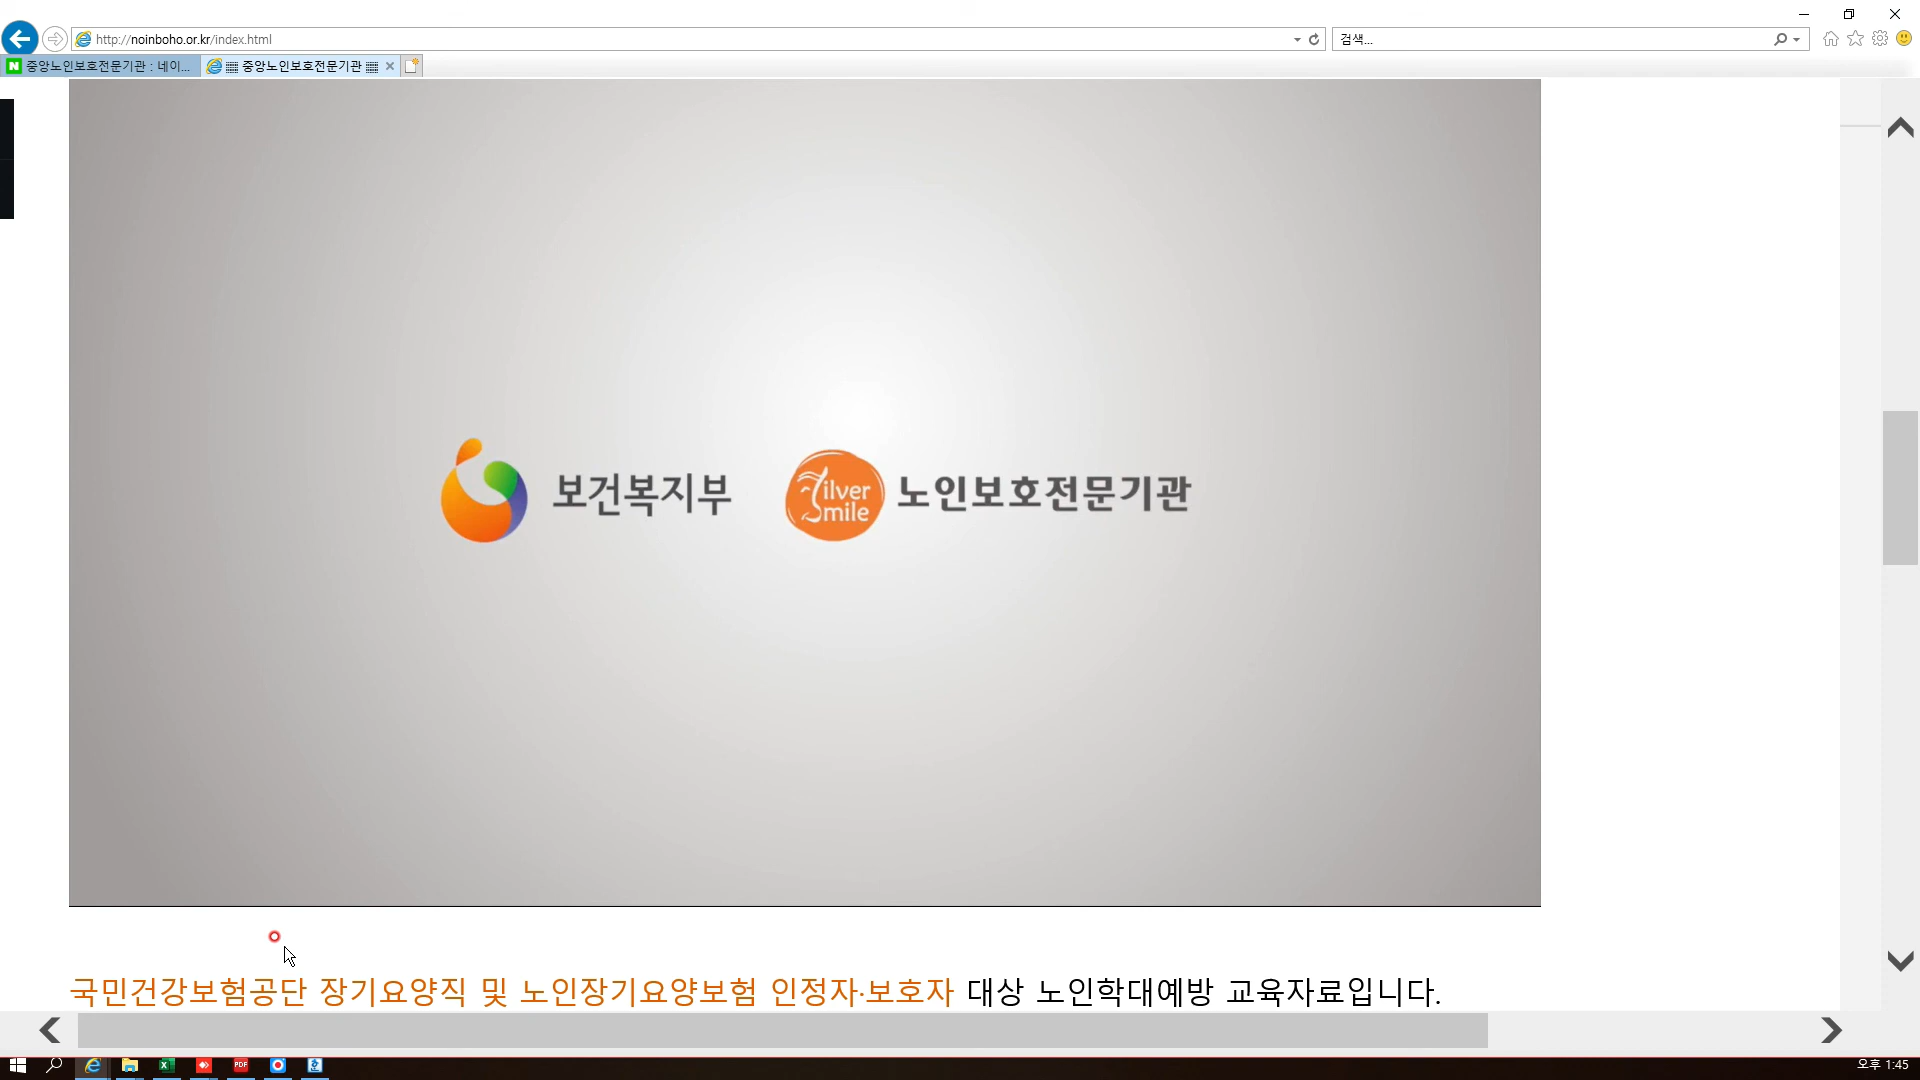 http://noinboho.or.kr/index.html
검색...
중앙노인보호전문기관 : 네이...
▦ 중앙노인보호전문기관 ▦
보건복지부
Silver Smile
노인보호전문기관
국민건강보험공단 장기요양직 및 노인장기요양보험 인정자·보호자 대상 노인학대예방 교육자료입니다.
PDF
오후 1:45